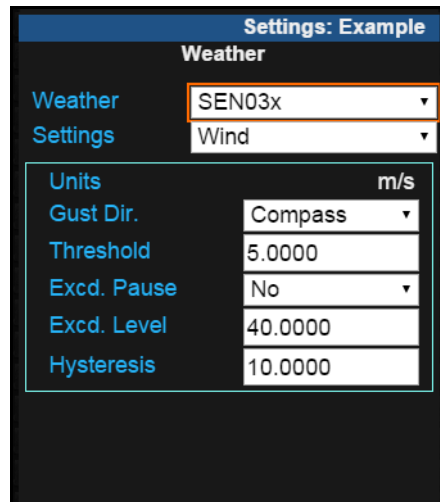 Settings: Example
Weather
Weather SEN03x
Settings Wind
Units m/s
Gust Dir. Compass
Threshold 5.0000
Excd. Pause No
Excd. Level 40.0000
Hysteresis 10.0000